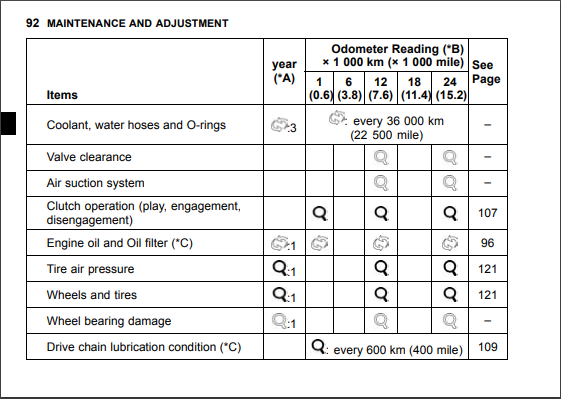 92 MAINTENANCE AND ADJUSTMENT
Items
year
(*A)
Odometer Reading (*B)
× 1 000 km (× 1 000 mile)
See
Page
1 6 12 18 24
(0.6) (3.8) (7.6) (11.4) (15.2)
Coolant, water hoses and O-rings :3 : every 36 000 km
(22 500 mile) –
Valve clearance –
Air suction system –
Clutch operation (play, engagement,
disengagement) 107
Engine oil and Oil filter (*C) :1 96
Tire air pressure :1 121
Wheels and tires :1 121
Wheel bearing damage :1 –
Drive chain lubrication condition (*C) : every 600 km (400 mile) 109